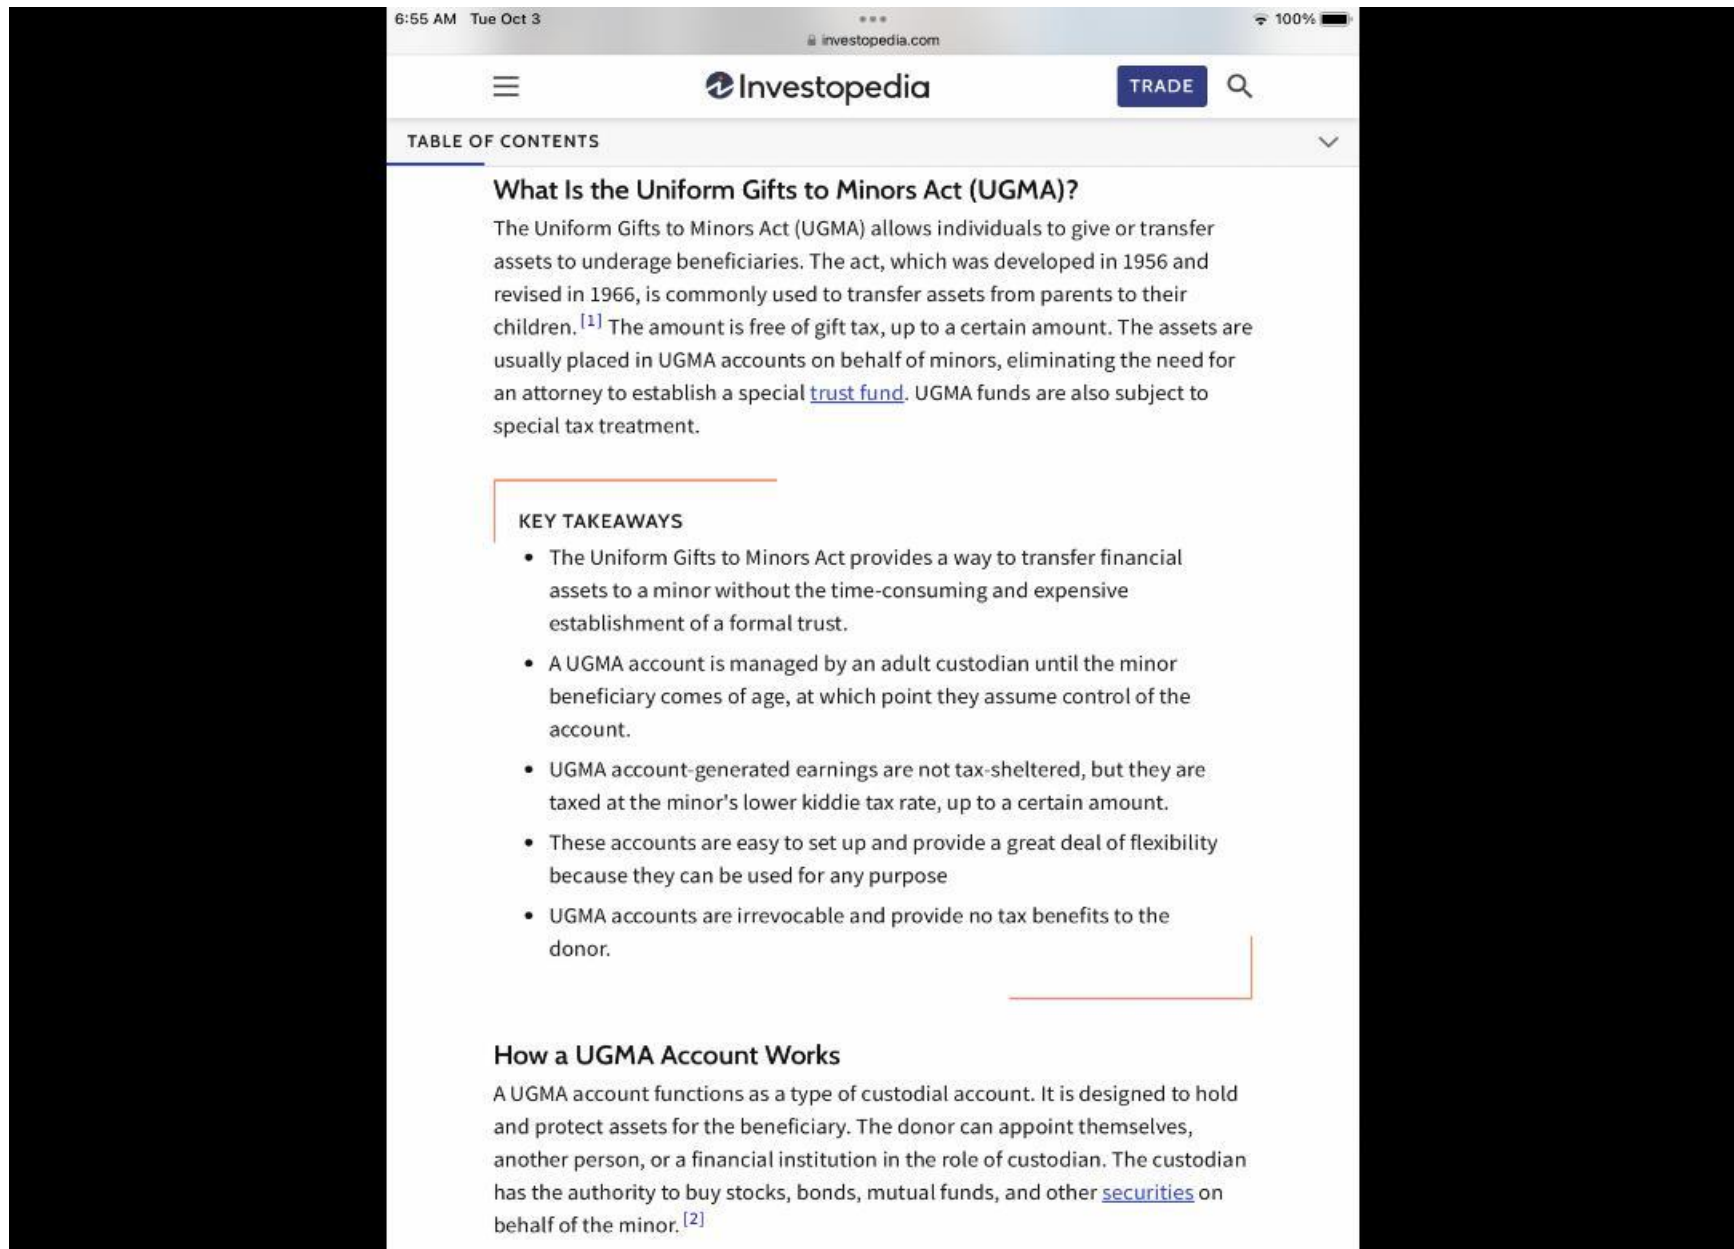 6:55 AM Tue Oct 3
100%
investopedia.com
Investopedia
TRADE
TABLE OF CONTENTS
What Is the Uniform Gifts to Minors Act (UGMA)?
The Uniform Gifts to Minors Act (UGMA) allows individuals to give or transfer
assets to underage beneficiaries. The act, which was developed in 1956 and
revised in 1966, is commonly used to transfer assets from parents to their
children. [1] The amount is free of gift tax, up to a certain amount. The assets are
usually placed in UGMA accounts on behalf of minors, eliminating the need for
an attorney to establish a special trust fund. UGMA funds are also subject to
special tax treatment.
KEY TAKEAWAYS
• The Uniform Gifts to Minors Act provides a way to transfer financial
assets to a minor without the time-consuming and expensive
establishment of a formal trust.
• A UGMA account is managed by an adult custodian until the minor
beneficiary comes of age, at which point they assume control of the
account.
• UGMA account-generated earnings are not tax-sheltered, but they are
taxed at the minor's lower kiddie tax rate, up to a certain amount.
• These accounts are easy to set up and provide a great deal of flexibility
because they can be used for any purpose
• UGMA accounts are irrevocable and provide no tax benefits to the
donor.
How a UGMA Account Works
A UGMA account functions as a type of custodial account. It is designed to hold
and protect assets for the beneficiary. The donor can appoint themselves,
another person, or a financial institution in the role of custodian. The custodian
has the authority to buy stocks, bonds, mutual funds, and other securities on
behalf of the minor. [2]